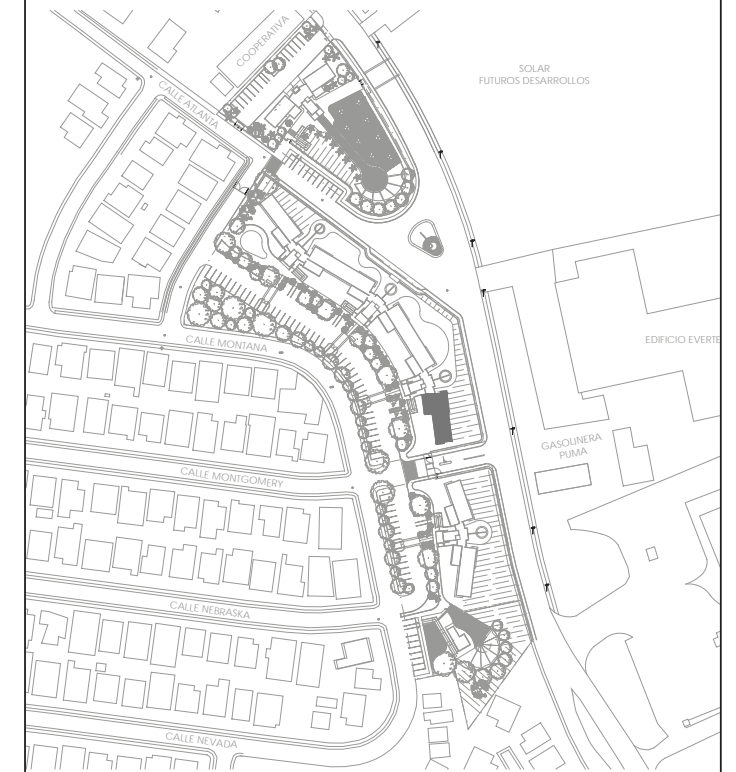 COOPERATIVA
SOLAR
FUTUROS DESARROLLOS
CALLE ATLANTA
CALLE MONTANA
EDIFICIO EVERTE
GASOLINERA
PUMA
CALLE MONTGOMERY
CALLE NEBRASKA
CALLE NEVADA